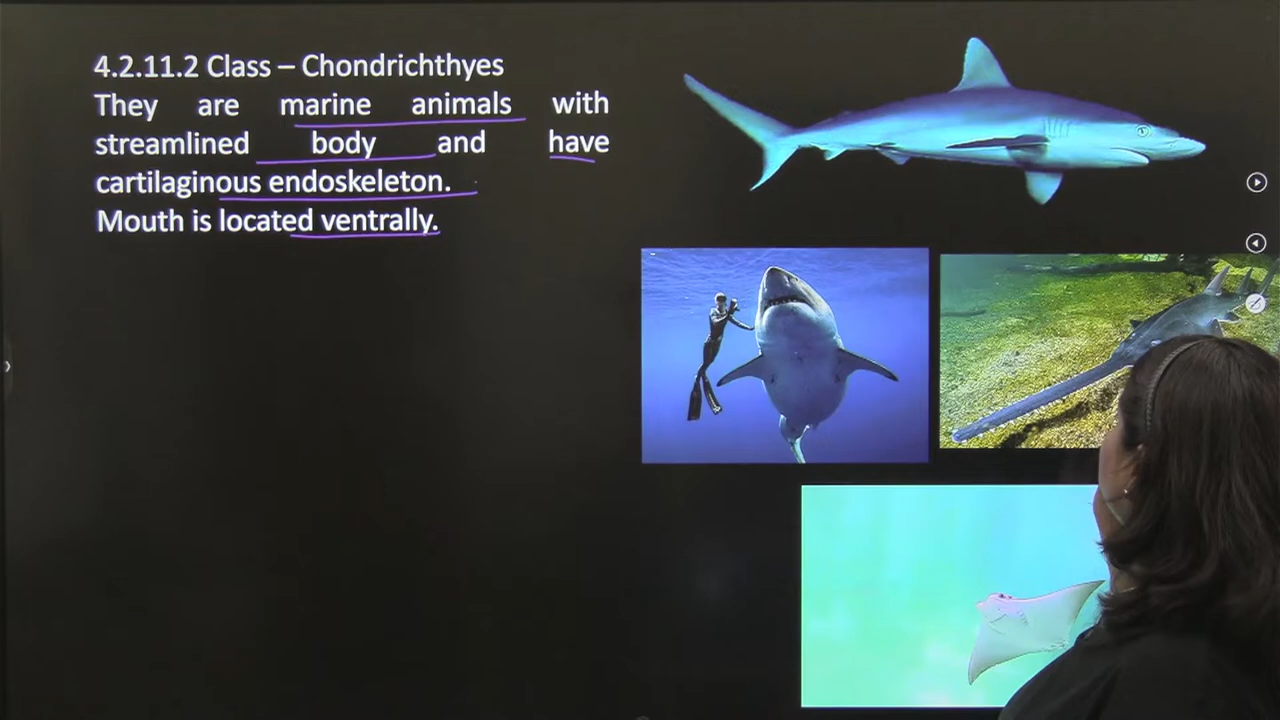 4.2.11.2 Class – Chondrichthyes
They are marine animals with
streamlined body and have
cartilaginous endoskeleton.
Mouth is located ventrally.